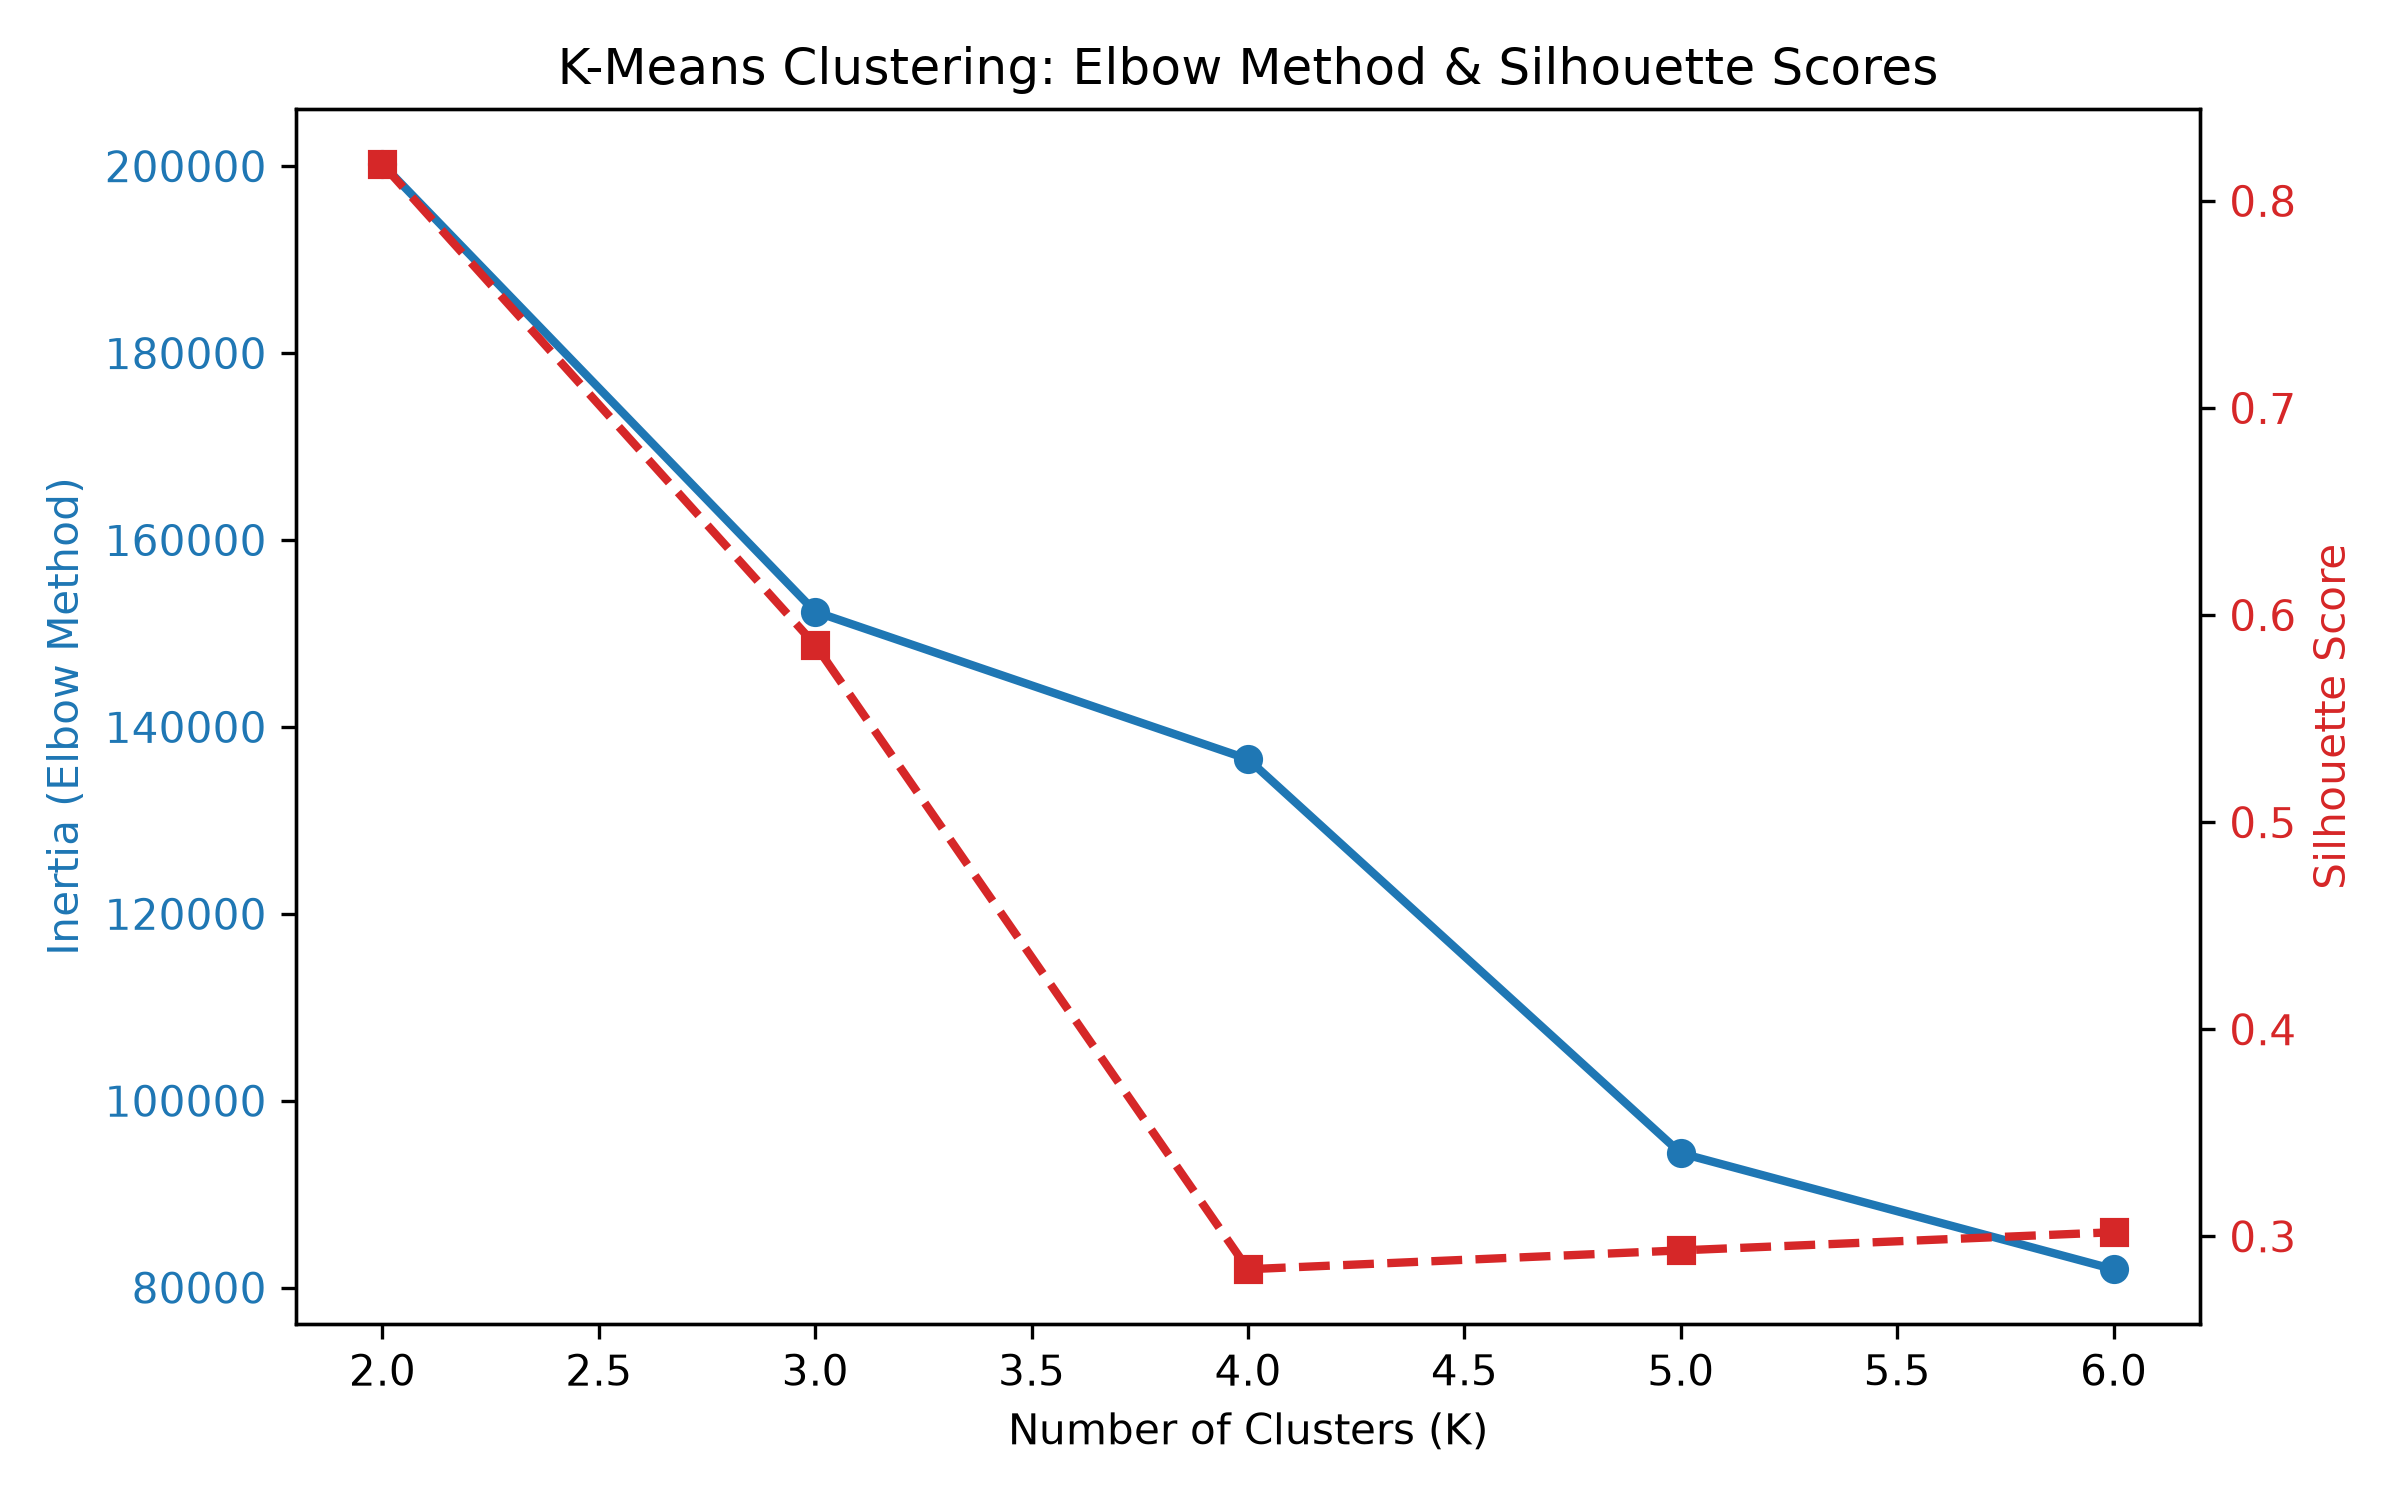 K-Means Clustering: Elbow Method & Silhouette Scores
Inertia (Elbow Method)
200000
180000
160000
140000
120000
100000
80000
0.8
0.7
0.6
0.5
0.4
0.3
Silhouette Score
2.0 2.5 3.0 3.5 4.0 4.5 5.0 5.5 6.0
Number of Clusters (K)